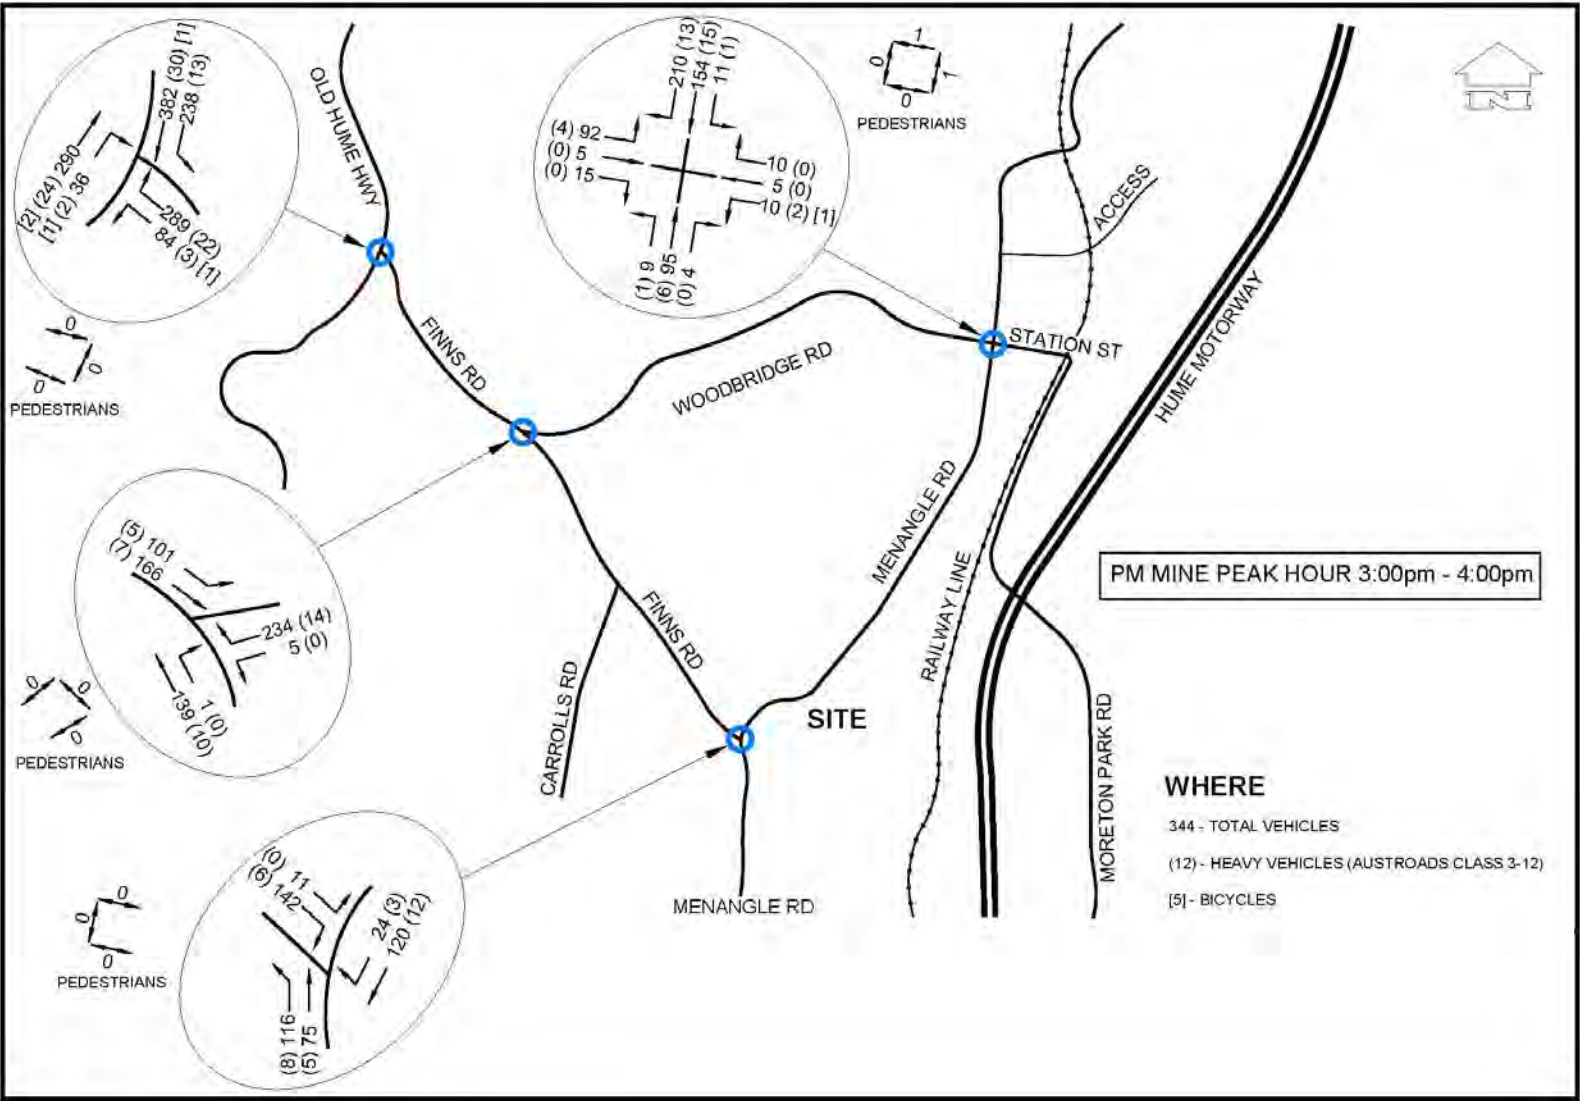 382 (30) [1]
238 (13)
[2] (24) 290
[1] (2) 36
289 (22)
84 (3) [1]
0
0
0
PEDESTRIANS
OLD HUME HWY
210 (13)
154 (15)
11 (1)
(4) 92
(0) 5
(0) 15
10 (0)
5 (0)
10 (2) [1]
(1) 9
(6) 95
(0) 4
1
0
1
0
PEDESTRIANS
N
ACCESS
STATION ST
HUME MOTORWAY
FINNS RD
WOODBRIDGE RD
MENANGLE RD
RAILWAY LINE
PM MINE PEAK HOUR 3:00pm - 4:00pm
(5) 101
(7) 166
234 (14)
5 (0)
1 (0)
139 (10)
0
0
0
PEDESTRIANS
FINNS RD
CARROLLS RD
SITE
MORETON PARK RD
(0) 11
(6) 142
24 (3)
120 (12)
(8) 116
(5) 75
0
0
0
PEDESTRIANS
MENANGLE RD
WHERE
344 - TOTAL VEHICLES
(12) - HEAVY VEHICLES (AUSTROADS CLASS 3-12)
[5] - BICYCLES